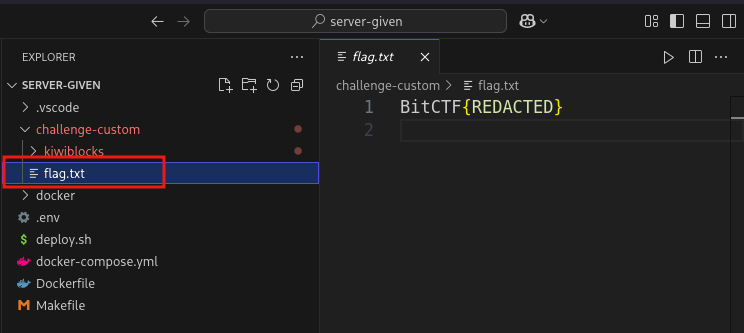 server-given
EXPLORER
flag.txt
SERVER-GIVEN
challenge-custom > flag.txt
.vscode
1 BitCTF{REDACTED}
challenge-custom
2
kiwiblocks
flag.txt
docker
.env
$ deploy.sh
docker-compose.yml
Dockerfile
Makefile